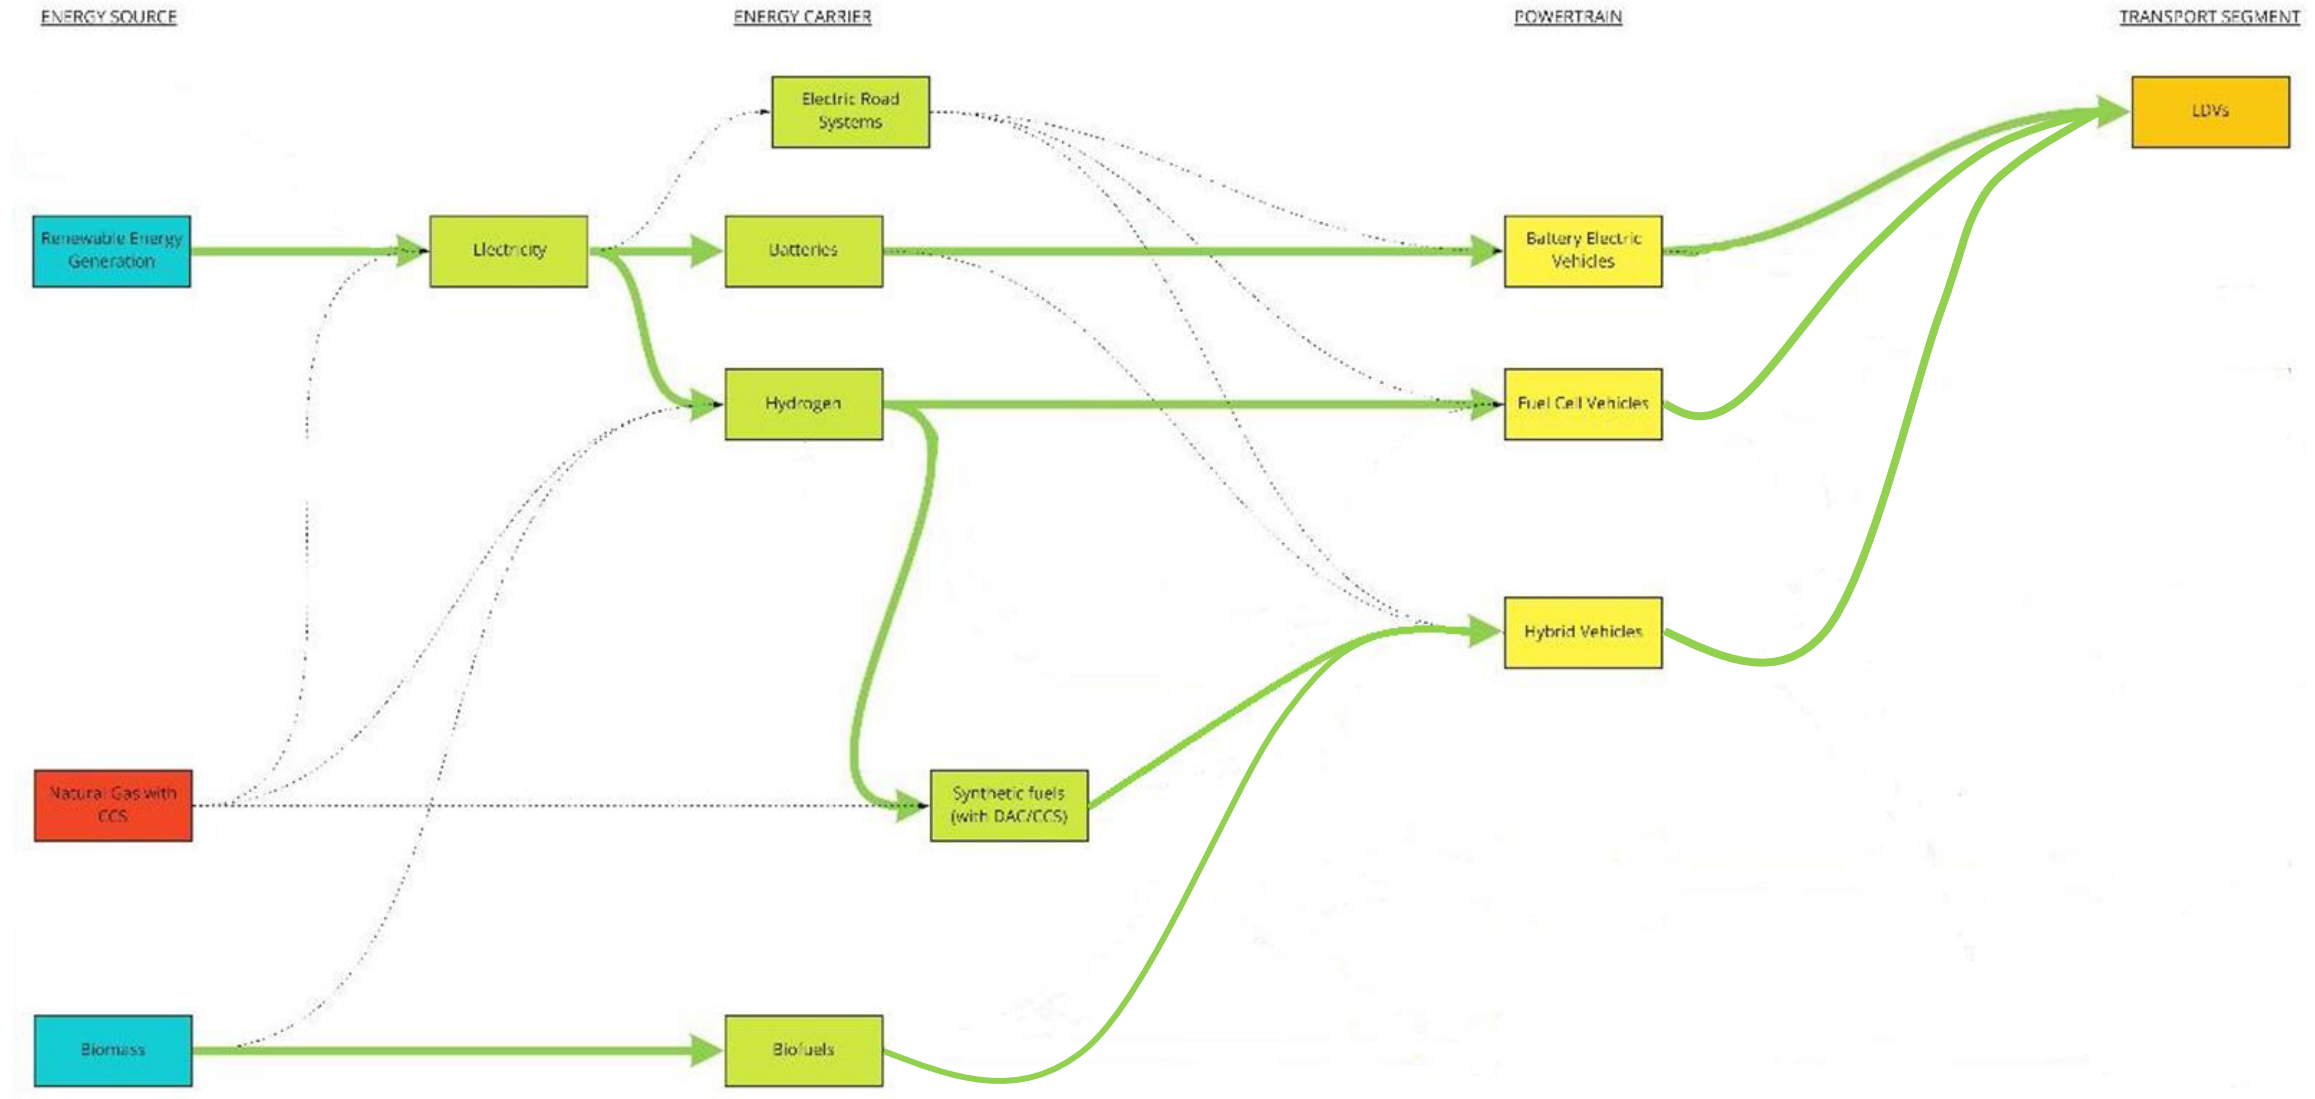 ENERGY SOURCE
ENERGY CARRIER
POWERTRAIN
TRANSPORT SEGMENT
Electric Road
Systems
LDVs
Renewable Energy
Generation
Electricity
Batteries
Battery Electric
Vehicles
Hydrogen
Fuel Cell Vehicles
Hybrid Vehicles
Natural Gas with
CCS
Synthetic fuels
(with DAC/CCS)
Biomass
Biofuels